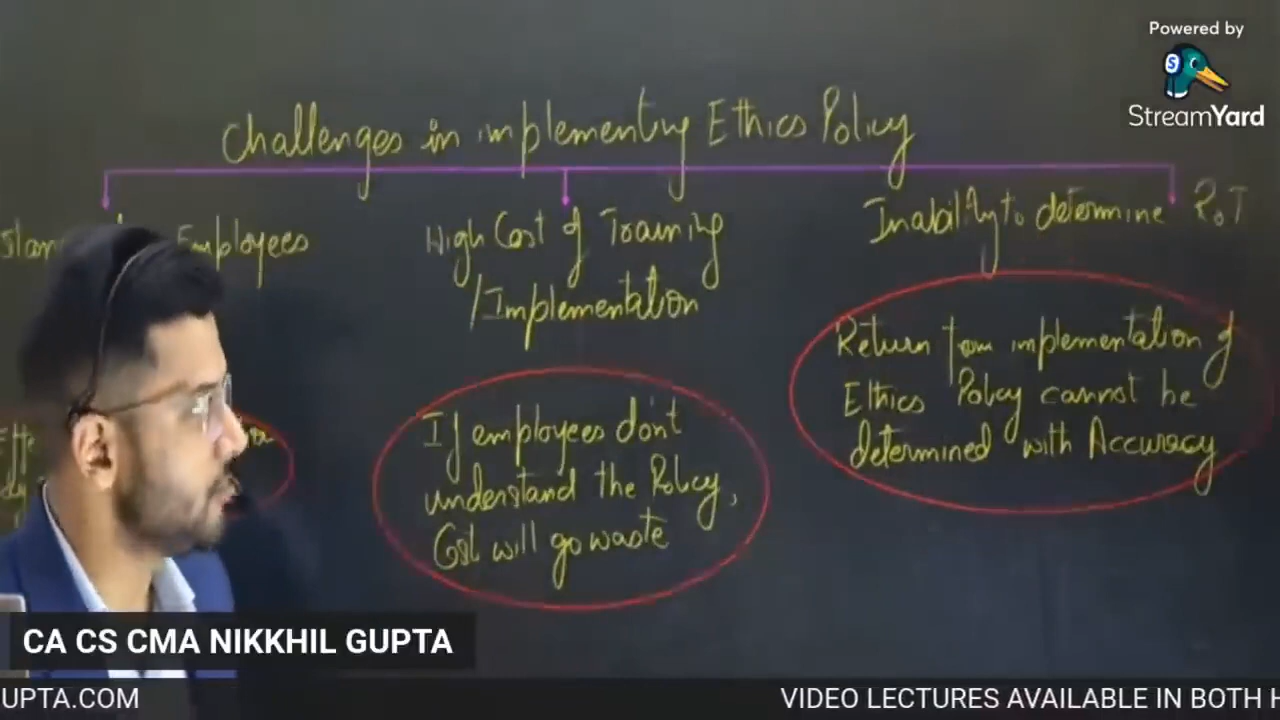 Powered by
StreamYard
Challenges in implementing Ethics Policy
Employees
High Cost of Training
/Implementation
If employees don't
understand the Policy,
Cost will go waste
Inability to determine RoI
Return from implementation of
Ethics Policy cannot be
determined with Accuracy
CA CS CMA NIKKHIL GUPTA
UPTA.COM
VIDEO LECTURES AVAILABLE IN BOTH H